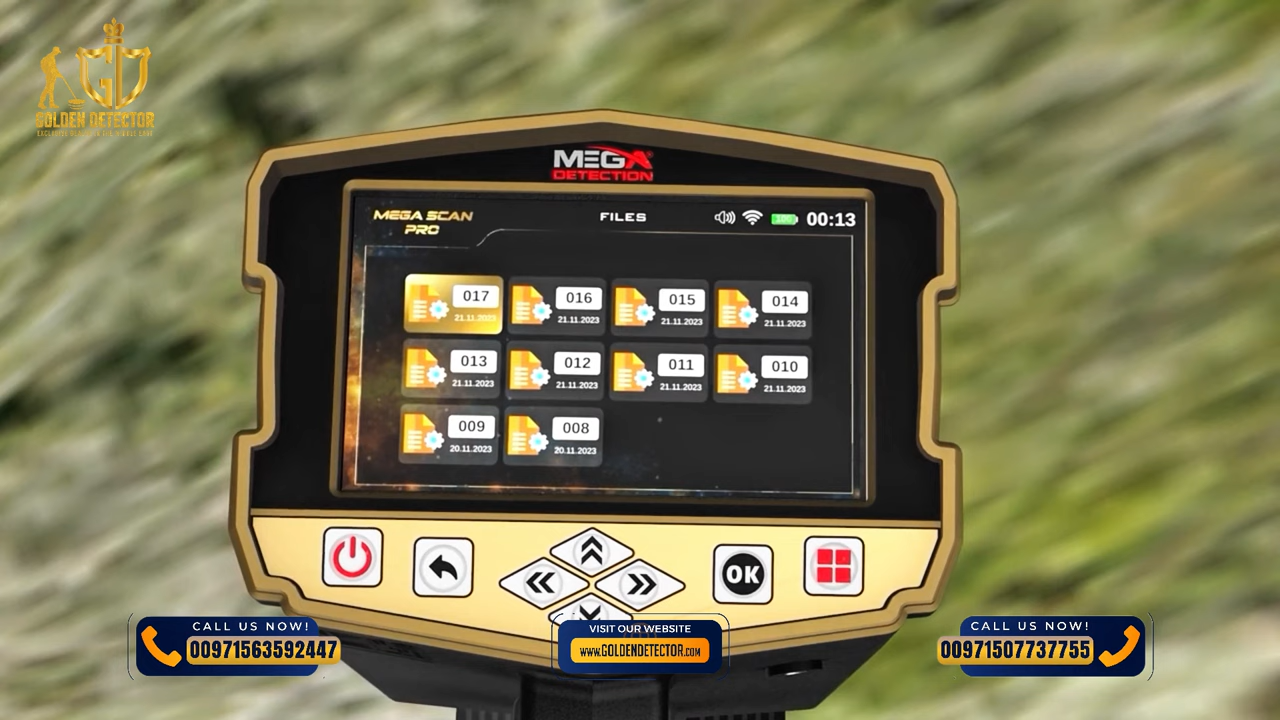 GOLDEN DETECTOR
MEGA
DETECTION
MEGA SCAN
PRO
FILES
100
00:13
017
21.11.2023
016
21.11.2023
015
21.11.2023
014
21.11.2023
013
21.11.2023
012
21.11.2023
011
21.11.2023
010
21.11.2023
009
20.11.2023
008
20.11.2023
OK
CALL US NOW!
00971563592447
VISIT OUR WEBSITE
www.GOLDENDETECTOR.com
CALL US NOW!
00971507737755